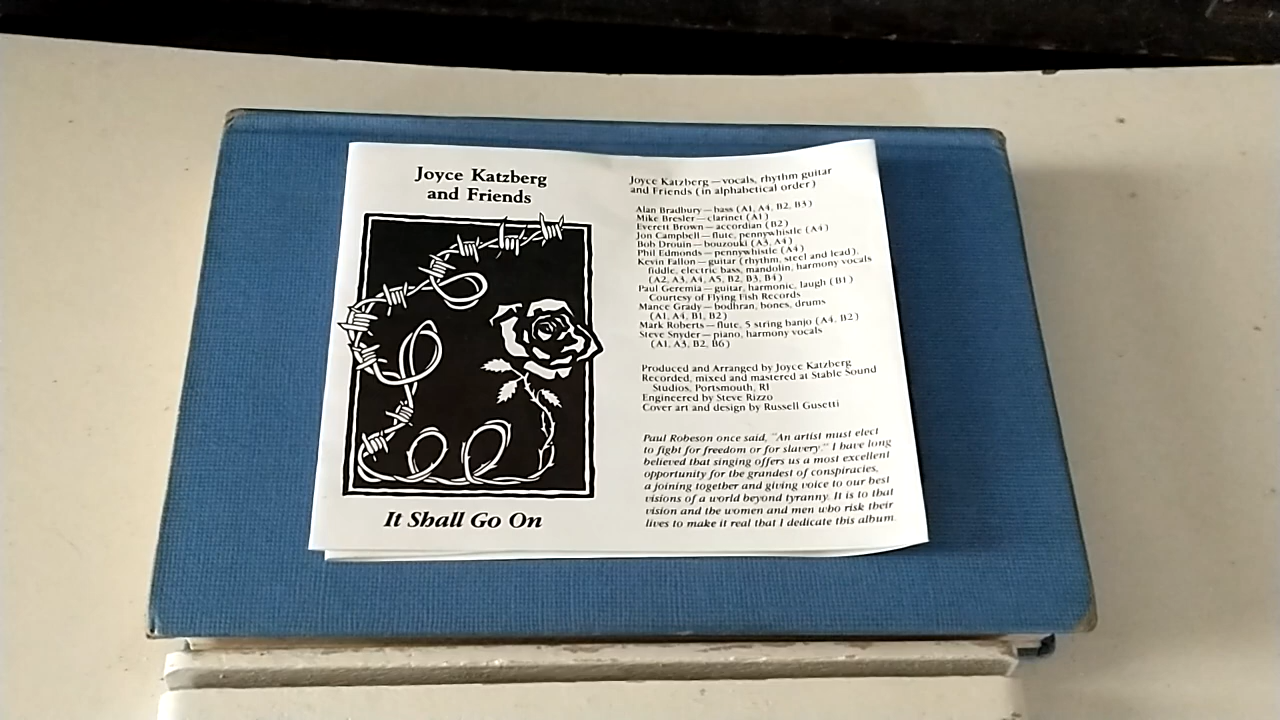 Joyce Katzberg
and Friends
It Shall Go On
Joyce Katzberg — vocals, rhythm guitar
and Friends (in alphabetical order)
Alan Bradbury — bass (A1, A4, B2, B3)
Mike Bresler — clarinet (A1)
Everett Brown — accordian (B2)
Jon Campbell — flute, pennywhistle (A4)
Bob Drouin — bouzouki (A3, A4)
Phil Edmonds — pennywhistle (A4)
Kevin Fallon — guitar (rhythm, steel and lead),
fiddle, electric bass, mandolin, harmony vocals
(A2, A3, A4, A5, B2, B3, B4)
Paul Geremia — guitar, harmonic, laugh (B1)
Courtesy of Flying Fish Records
Mance Grady — bodhran, bones, drums
(A1, A4, B1, B2)
Mark Roberts — flute, 5 string banjo (A4, B2)
Steve Snyder — piano, harmony vocals
(A1, A3, B2, B6)
Produced and Arranged by Joyce Katzberg
Recorded, mixed and mastered at Stable Sound
Studios, Portsmouth, RI
Engineered by Steve Rizzo
Cover art and design by Russell Gusetti
Paul Robeson once said, "An artist must elect
to fight for freedom or for slavery." I have long
believed that singing offers us a most excellent
opportunity for the grandest of conspiracies,
a joining together and giving voice to our best
visions of a world beyond tyranny. It is to that
vision and the women and men who risk their
lives to make it real that I dedicate this album.